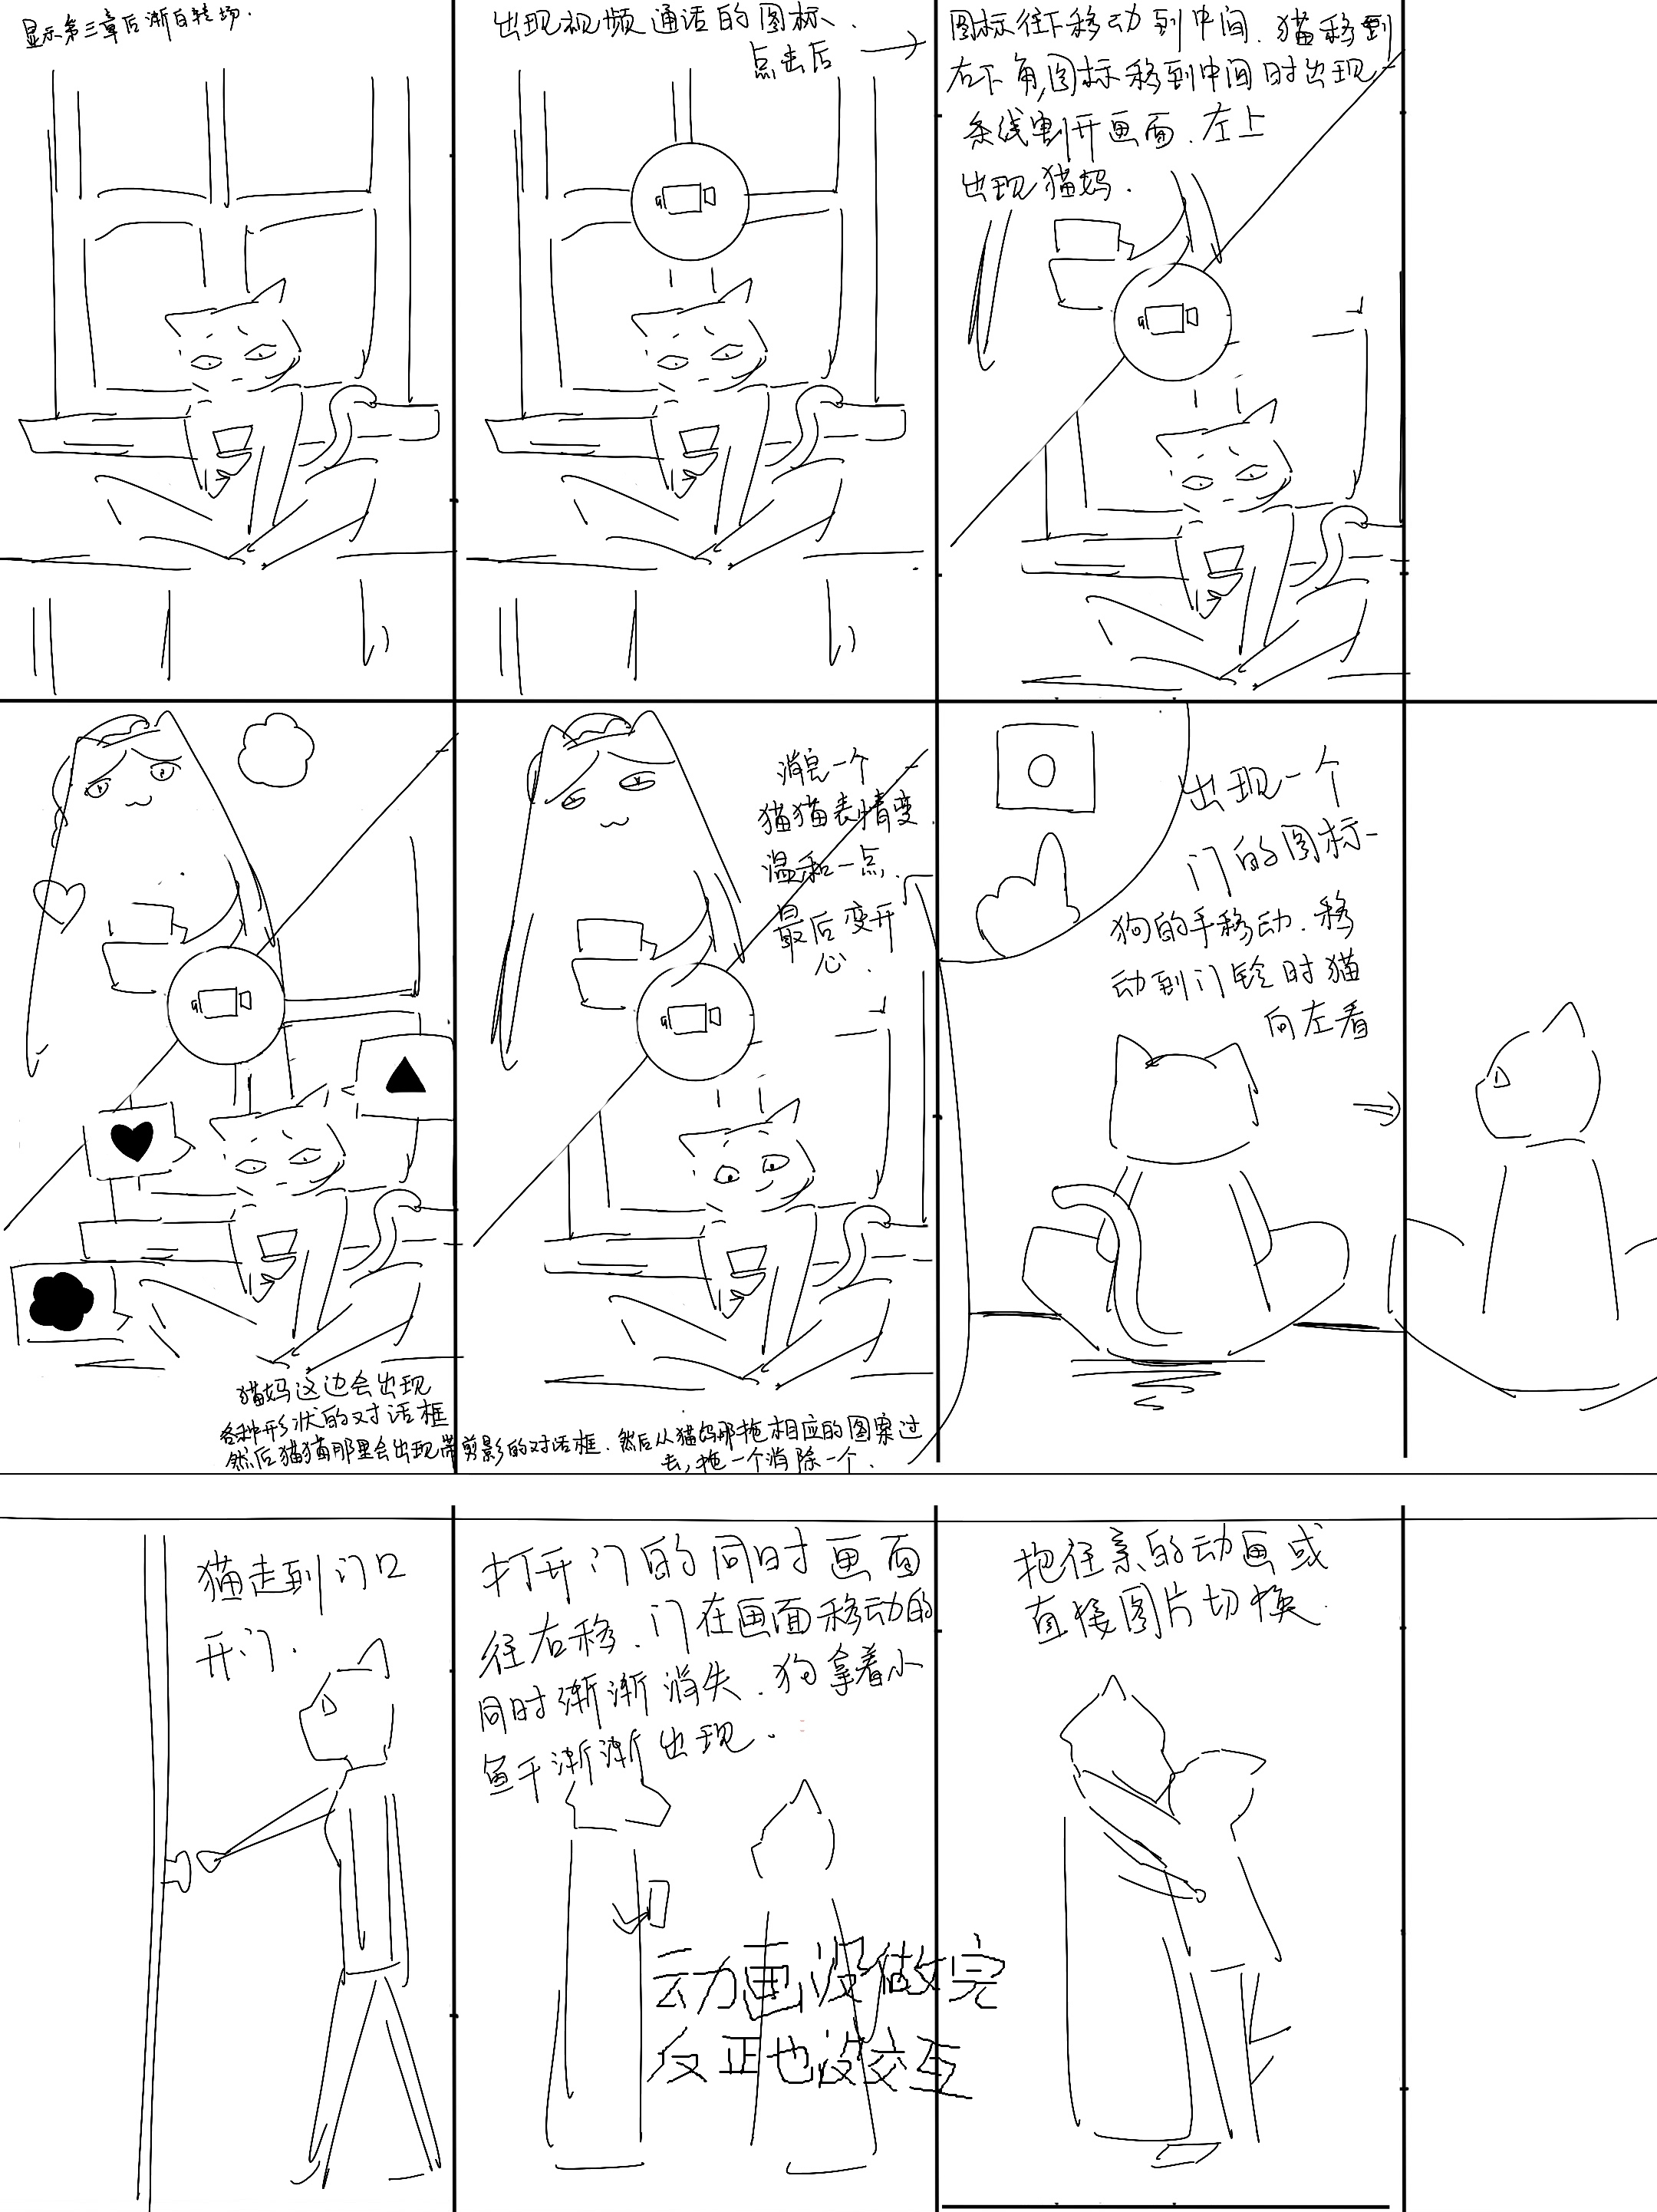 显示第三章后渐白转场.
出现视频通话的图标、
点击后
图标往下移动到中间.猫移到
右下角,图标移到中间时出现一
条线割开画面.左上
出现猫妈.
猫妈这边会出现
各种形状的对话框
然后猫猫那里会出现带剪影的对话框.然后从猫妈那拖相应的图案过
去,拖一个消除一个.
消完一个
猫猫表情变
温和一点.
最后变开
心.
出现一个
门的图标
狗的手移动.移
动到门铃时猫
向左看
猫走到门口
开门.
打开门的同时画面
往右移.门在画面移动的
同时渐渐消失.狗拿着小
鱼干渐渐出现.
抱住亲的动画或
直接图片切换
动画没做完
反正也没交互